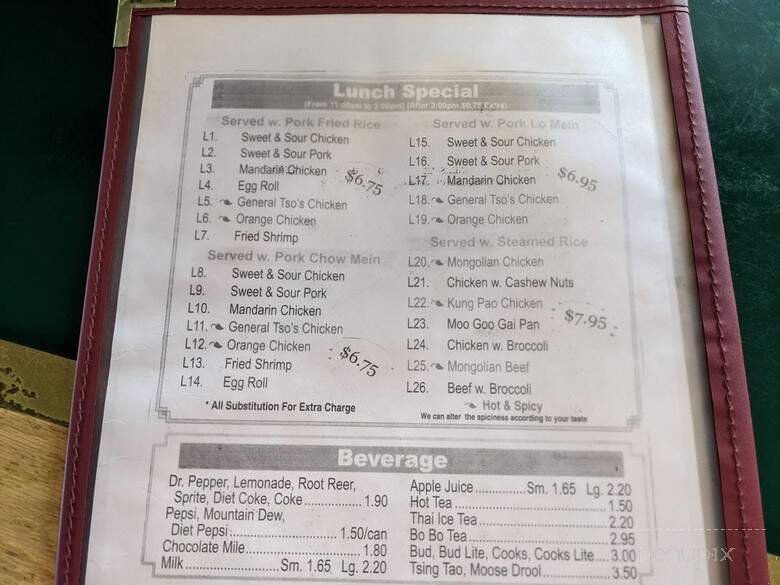 Lunch Special
(From 11:00am to 3:00pm) (After 3:00pm $0.75 Extra)
Served w. Pork Fried Rice
L1. Sweet & Sour Chicken
L2. Sweet & Sour Pork
L3. Mandarin Chicken
L4. Egg Roll
$6.75
L5. General Tso's Chicken
L6. Orange Chicken
L7. Fried Shrimp
Served w. Pork Chow Mein
L8. Sweet & Sour Chicken
L9. Sweet & Sour Pork
L10. Mandarin Chicken
L11. General Tso's Chicken
L12. Orange Chicken
$6.75
L13. Fried Shrimp
L14. Egg Roll
* All Substitution For Extra Charge
Served w. Pork Lo Mein
L15. Sweet & Sour Chicken
L16. Sweet & Sour Pork
L17. Mandarin Chicken
$6.95
L18. General Tso's Chicken
L19. Orange Chicken
Served w. Steamed Rice
L20. Mongolian Chicken
L21. Chicken w. Cashew Nuts
L22. Kung Pao Chicken
L23. Moo Goo Gai Pan
$7.95
L24. Chicken w. Broccoli
L25. Mongolian Beef
L26. Beef w. Broccoli
Hot & Spicy
We can alter the spiciness according to your taste
Beverage
Dr. Pepper, Lemonade, Root Reer,
Sprite, Diet Coke, Coke.............. 1.90
Pepsi, Mountain Dew,
Diet Pepsi........................ 1.50/can
Chocolate Mile............................ 1.80
Milk....................... Sm. 1.65 Lg. 2.20
Apple Juice............ Sm. 1.65 Lg. 2.20
Hot Tea..................................... 1.50
Thai Ice Tea............................... 2.20
Bo Bo Tea.................................. 2.95
Bud, Bud Lite, Cooks, Cooks Lite.... 3.00
Tsing Tao, Moose Drool................ 3.50
menupix